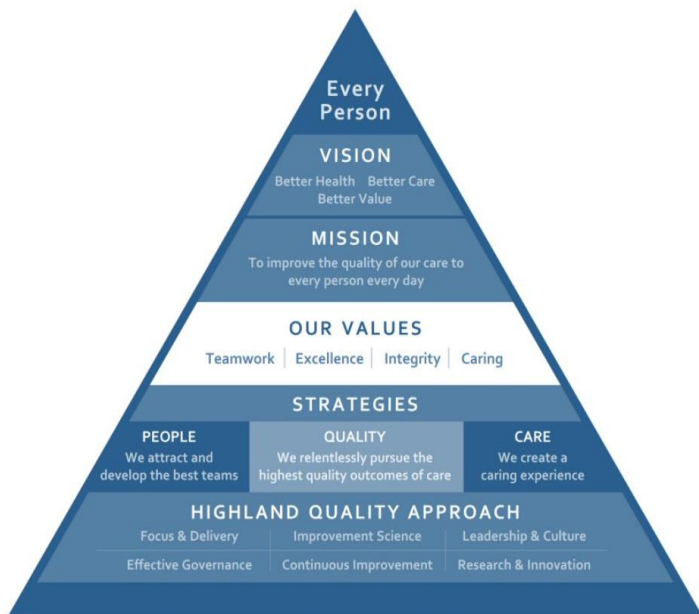 Every
Person
VISION
Better Health Better Care
Better Value
MISSION
To improve the quality of our care to
every person every day
OUR VALUES
Teamwork Excellence Integrity Caring
STRATEGIES
PEOPLE
We attract and
develop the best teams
QUALITY
We relentlessly pursue the
highest quality outcomes of care
CARE
We create a
caring experience
HIGHLAND QUALITY APPROACH
Focus & Delivery Improvement Science Leadership & Culture
Effective Governance Continuous Improvement Research & Innovation